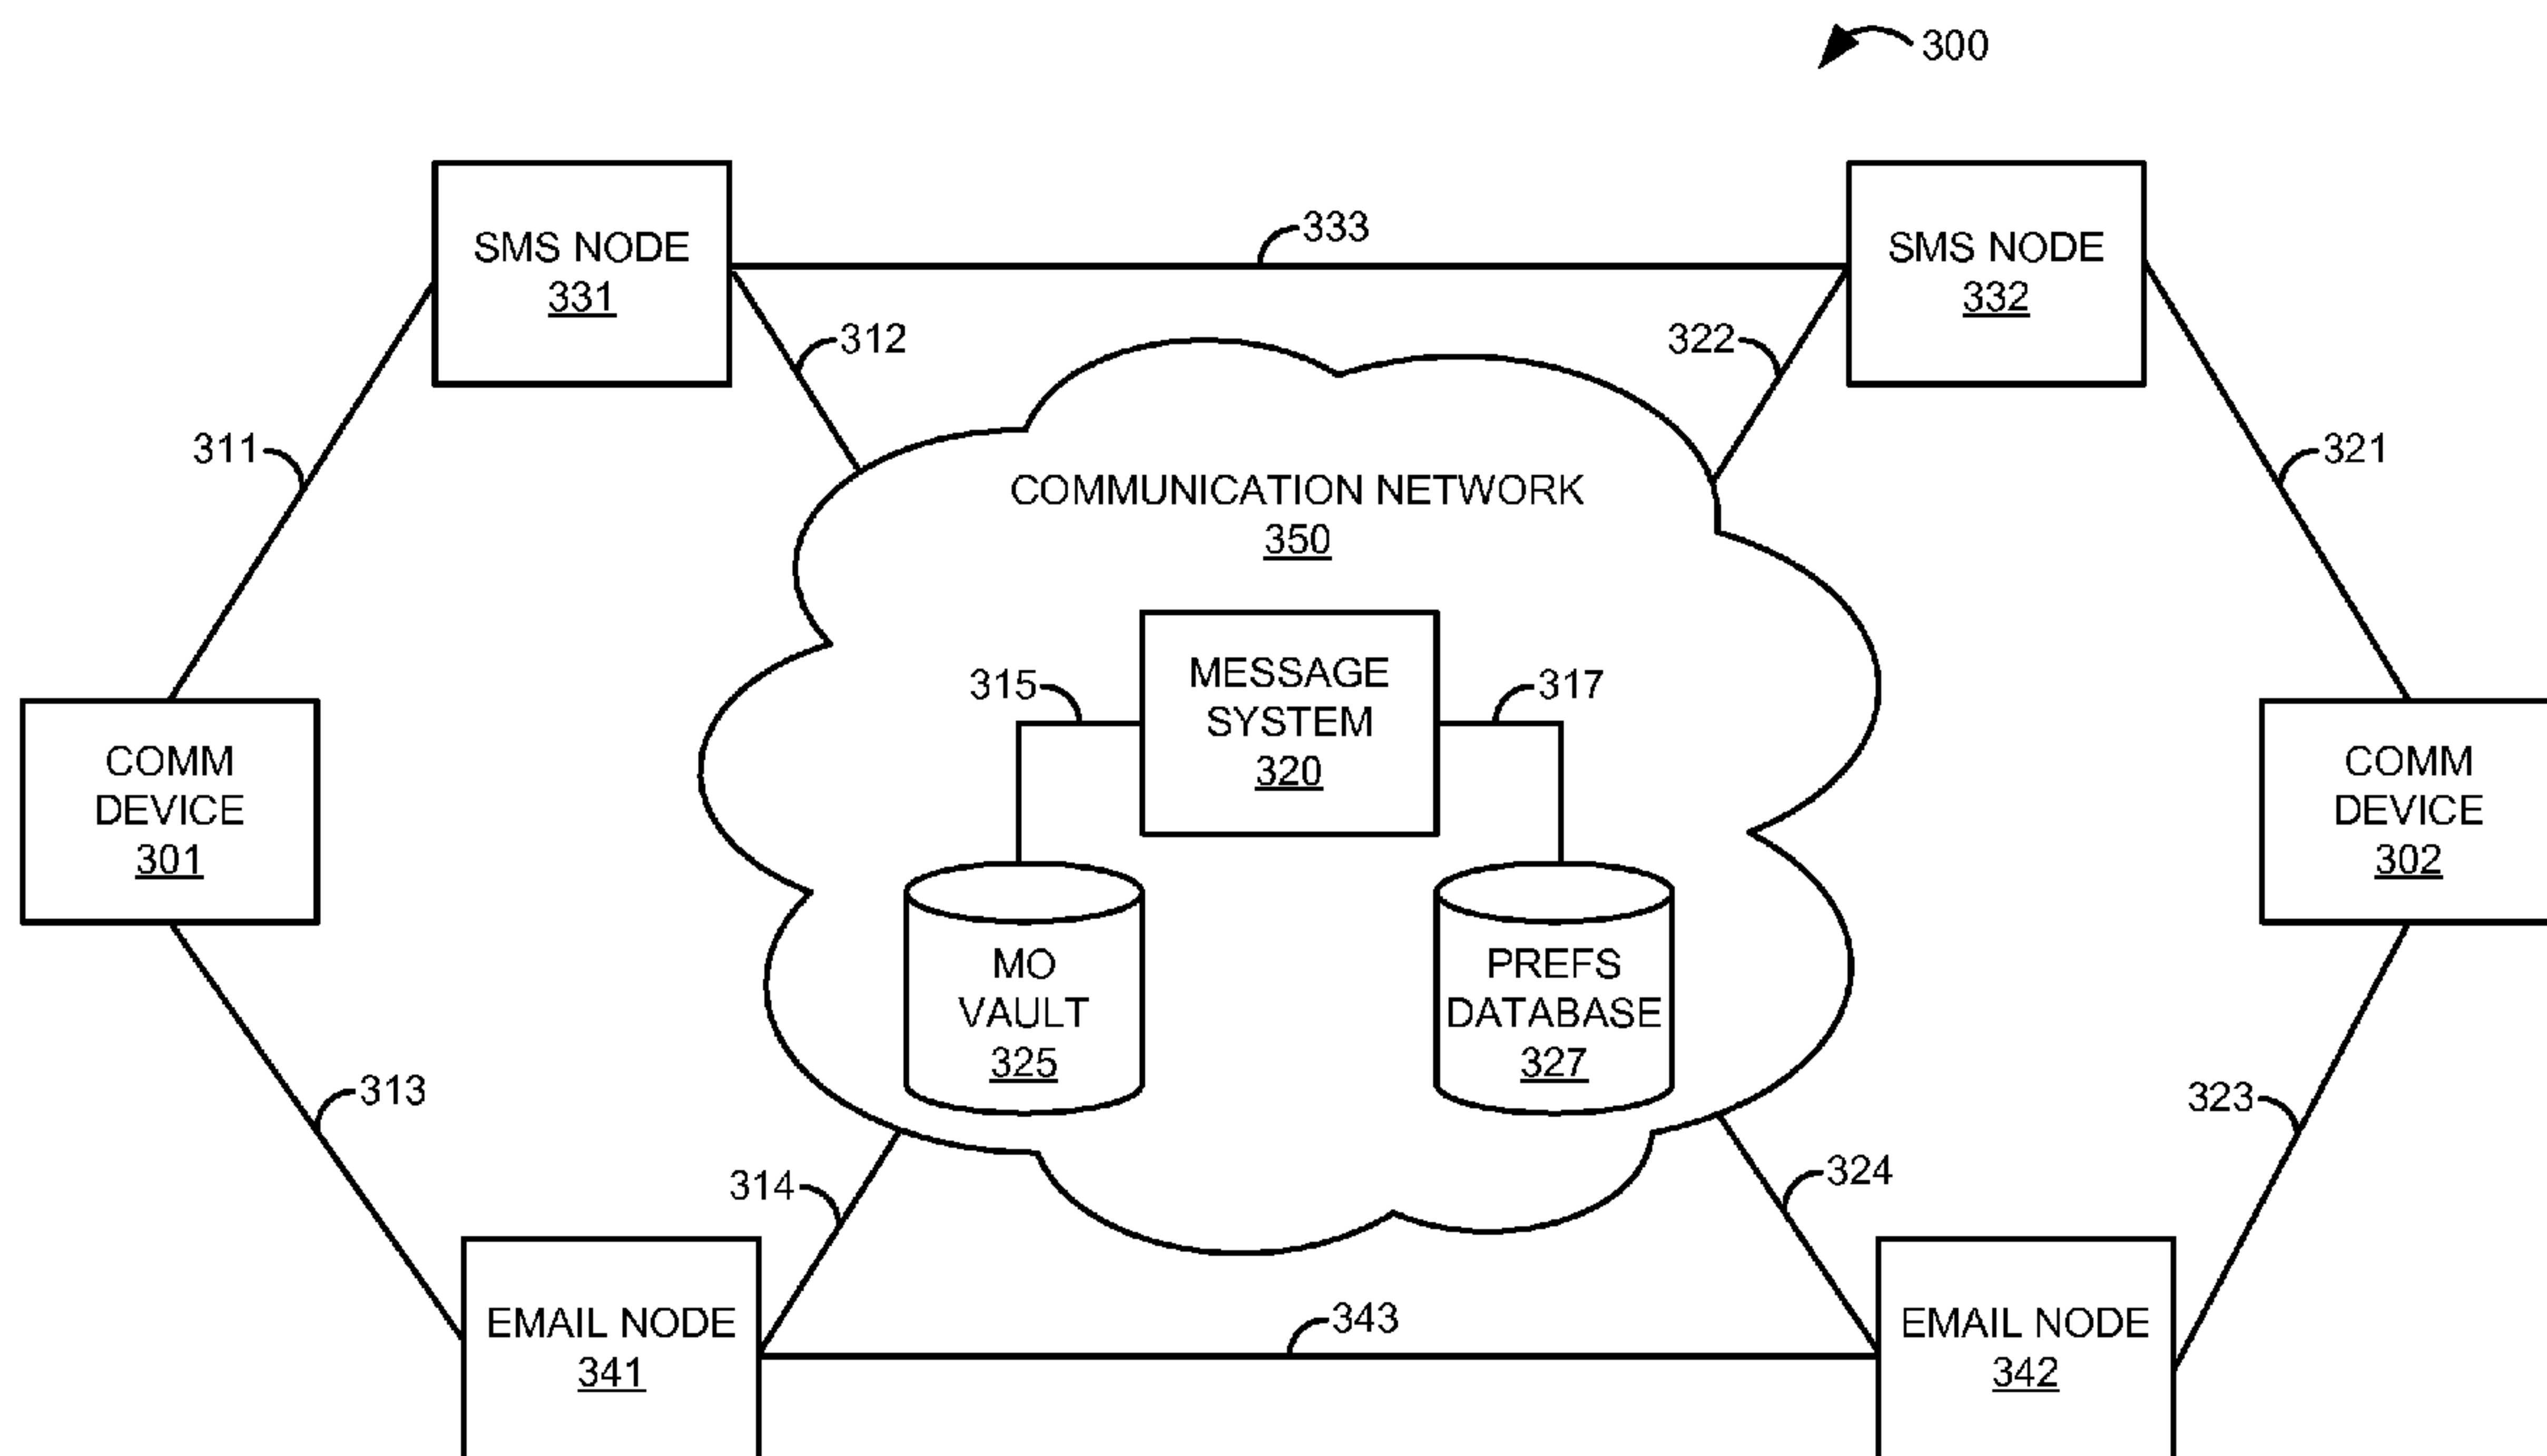 300
SMS NODE
331
333
SMS NODE
332
312
322
311
321
COMMUNICATION NETWORK
350
315
MESSAGE
SYSTEM
320
317
COMM
DEVICE
301
COMM
DEVICE
302
MO
VAULT
325
PREFS
DATABASE
327
313
323
314
324
EMAIL NODE
341
343
EMAIL NODE
342